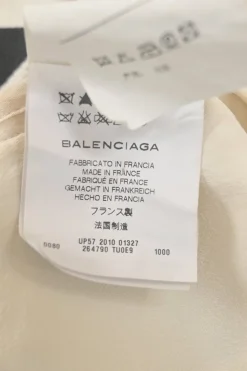 BALENCIAGA
FABBRICATO IN FRANCIA
MADE IN FRANCE
FABRIQUÉ EN FRANCE
GEMACHT IN FRANKREICH
HECHO EN FRANCIA
フランス製
法国制造
UP57 2010 01327
264790 TU0E9 1000